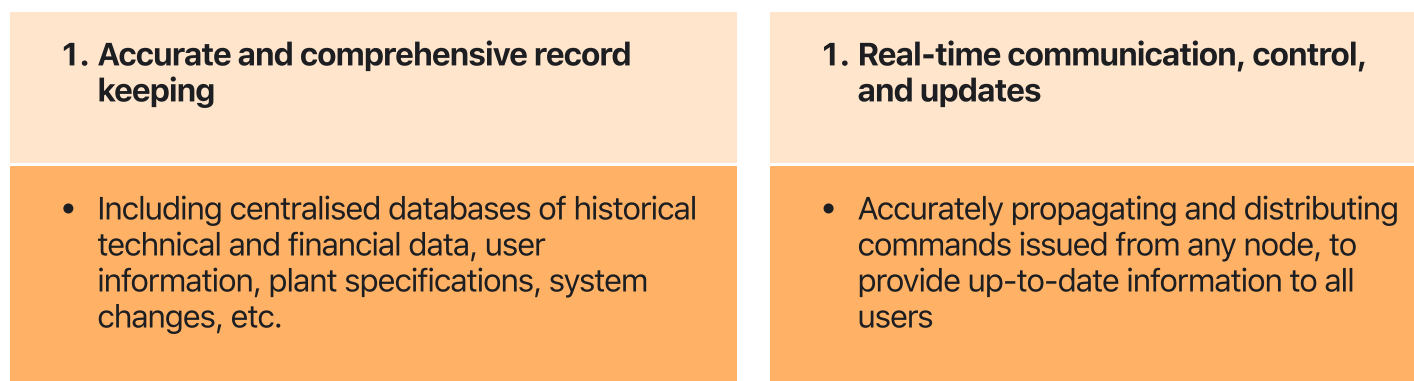 1. Accurate and comprehensive record
keeping
• Including centralised databases of historical
technical and financial data, user
information, plant specifications, system
changes, etc.
1. Real-time communication, control,
and updates
• Accurately propagating and distributing
commands issued from any node, to
provide up-to-date information to all
users